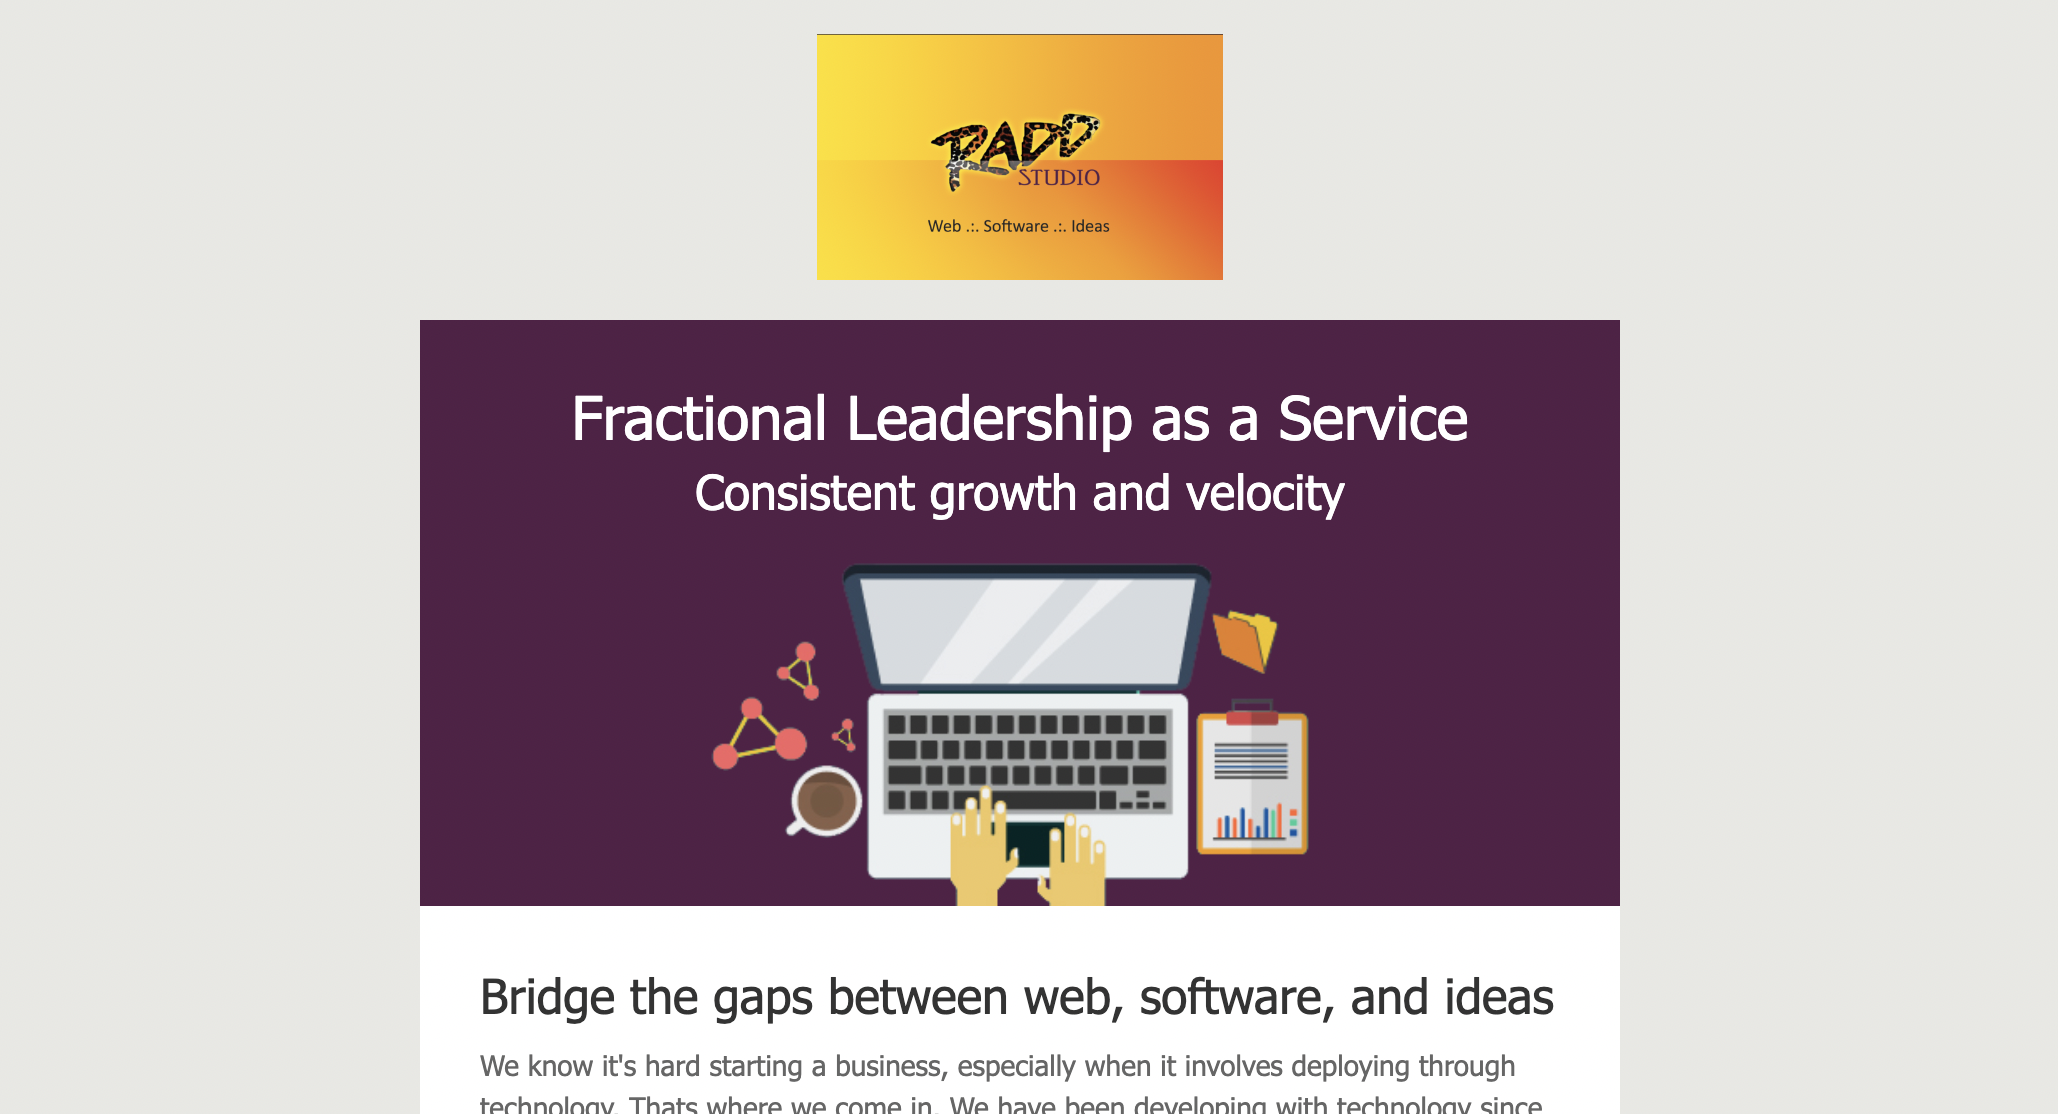 RADD
STUDIO
Web .:. Software .:. Ideas
Fractional Leadership as a Service
Consistent growth and velocity
Bridge the gaps between web, software, and ideas
We know it's hard starting a business, especially when it involves deploying through
technology. Thats where we come in. We have been developing with technology since